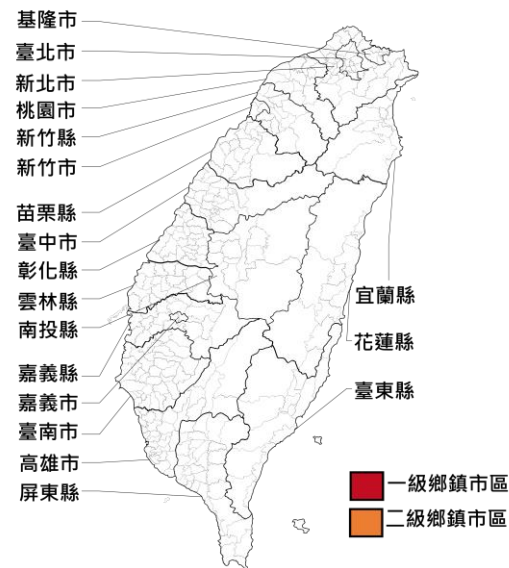 基隆市
臺北市
新北市
桃園市
新竹縣
新竹市
苗栗縣
臺中市
彰化縣
雲林縣
南投縣
嘉義縣
嘉義市
臺南市
高雄市
屏東縣
宜蘭縣
花蓮縣
臺東縣
一級鄉鎮市區
二級鄉鎮市區